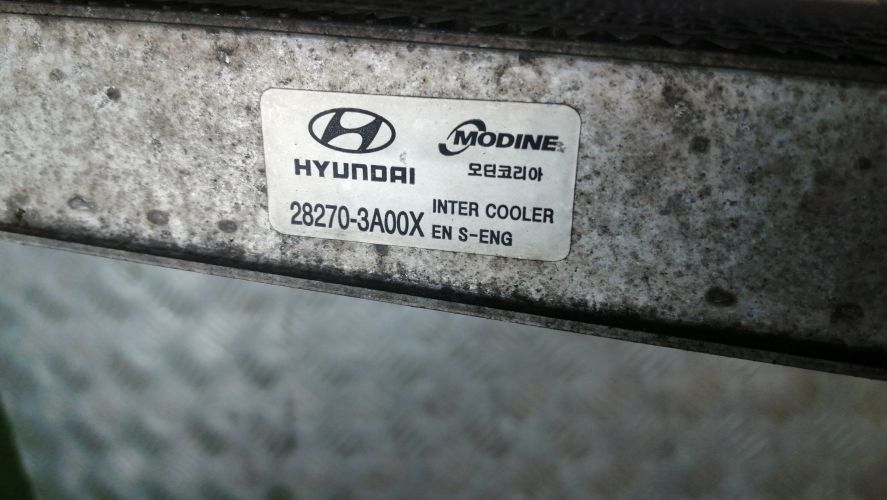 HYUNDAI
MODINE
모딘코리아
28270-3A00X
INTER COOLER
EN S-ENG